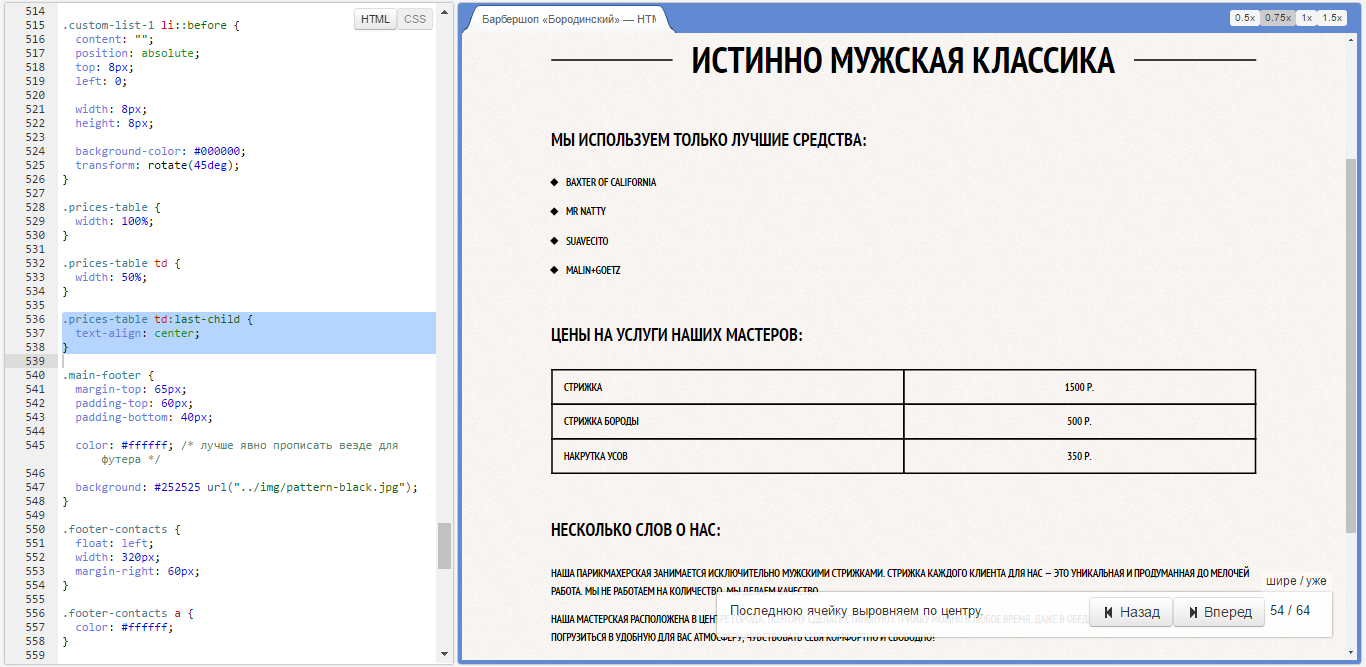 HTML CSS
514
515 .custom-list-1 li::before {
516 content: "";
517 position: absolute;
518 top: 8px;
519 left: 0;
520
521 width: 8px;
522 height: 8px;
523
524 background-color: #000000;
525 transform: rotate(45deg);
526 }
527
528 .prices-table {
529 width: 100%;
530 }
531
532 .prices-table td {
533 width: 50%;
534 }
535
536 .prices-table td:last-child {
537 text-align: center;
538 }
539
540 .main-footer {
541 margin-top: 65px;
542 padding-top: 60px;
543 padding-bottom: 40px;
544
545 color: #ffffff; /* лучше явно прописать везде для
футера */
546
547 background: #252525 url("../img/pattern-black.jpg");
548 }
549
550 .footer-contacts {
551 float: left;
552 width: 320px;
553 margin-right: 60px;
554 }
555
556 .footer-contacts a {
557 color: #ffffff;
558 }
559
Барбершоп «Бородинский» — HTM
0.5x 0.75x 1x 1.5x
ИСТИННО МУЖСКАЯ КЛАССИКА
МЫ ИСПОЛЬЗУЕМ ТОЛЬКО ЛУЧШИЕ СРЕДСТВА:
BAXTER OF CALIFORNIA
MR NATTY
SUAVECITO
MALIN+GOETZ
ЦЕНЫ НА УСЛУГИ НАШИХ МАСТЕРОВ:
СТРИЖКА 1500 Р.
СТРИЖКА БОРОДЫ 500 Р.
НАКРУТКА УСОВ 350 Р.
НЕСКОЛЬКО СЛОВ О НАС:
НАША ПАРИКМАХЕРСКАЯ ЗАНИМАЕТСЯ ИСКЛЮЧИТЕЛЬНО МУЖСКИМИ СТРИЖКАМИ. СТРИЖКА КАЖДОГО КЛИЕНТА ДЛЯ НАС – ЭТО УНИКАЛЬНАЯ И ПРОДУМАННАЯ ДО МЕЛОЧЕЙ
РАБОТА. МЫ НЕ РАБОТАЕМ НА КОЛИЧЕСТВО, МЫ ДЕЛАЕМ КАЧЕСТВО.
НАША МАСТЕРСКАЯ РАСПОЛОЖЕНА В ЦЕНТРЕ ГОРОДА, ПОЭТОМУ СДЕЛАТЬ СТИЛЬНУЮ СТРИЖКУ МОЖНО В ЛЮБОЕ ВРЕМЯ, ДАЖЕ В ОБЕД
ПОГРУЗИТЬСЯ В УДОБНУЮ ДЛЯ ВАС АТМОСФЕРУ, ЧУВСТВОВАТЬ СЕБЯ КОМФОРТНО И СВОБОДНО!
шире / уже
Последнюю ячейку выровняем по центру.
Назад Вперед 54 / 64